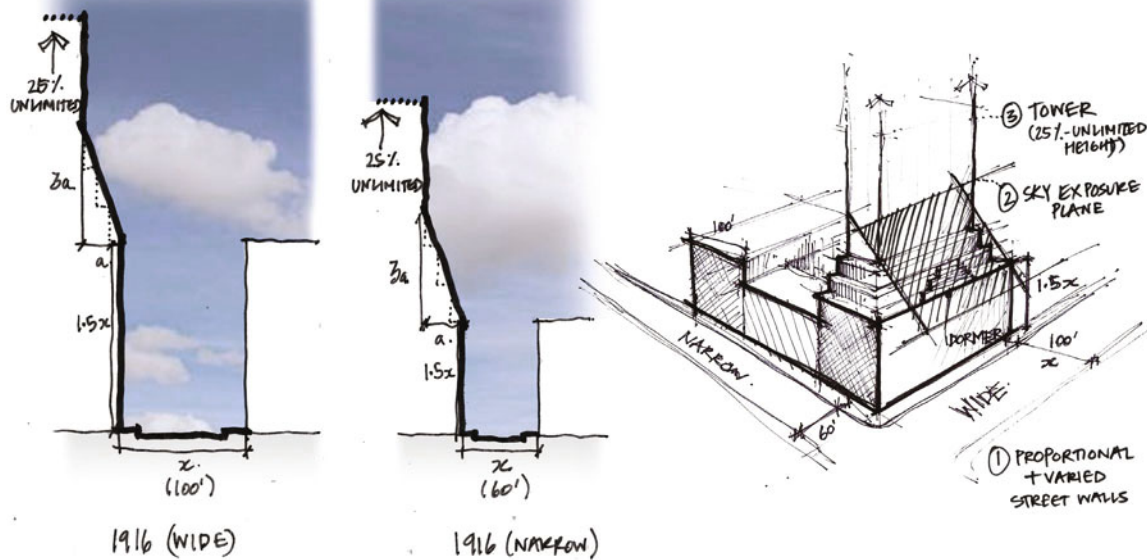 25%
UNLIMITED
3a
a
1.5x
x.
(100')
1916 (WIDE)
25%
UNLIMITED
3a
a.
1.5x
x
(60')
1916 (NARROW)
③ TOWER
(25%-UNLIMITED
HEIGHT)
② SKY EXPOSURE
PLANE
100'
1.5x
DORMER
100'
x
NARROW.
WIDE.
60'
① PROPORTIONAL
+ VARIED
STREET WALLS